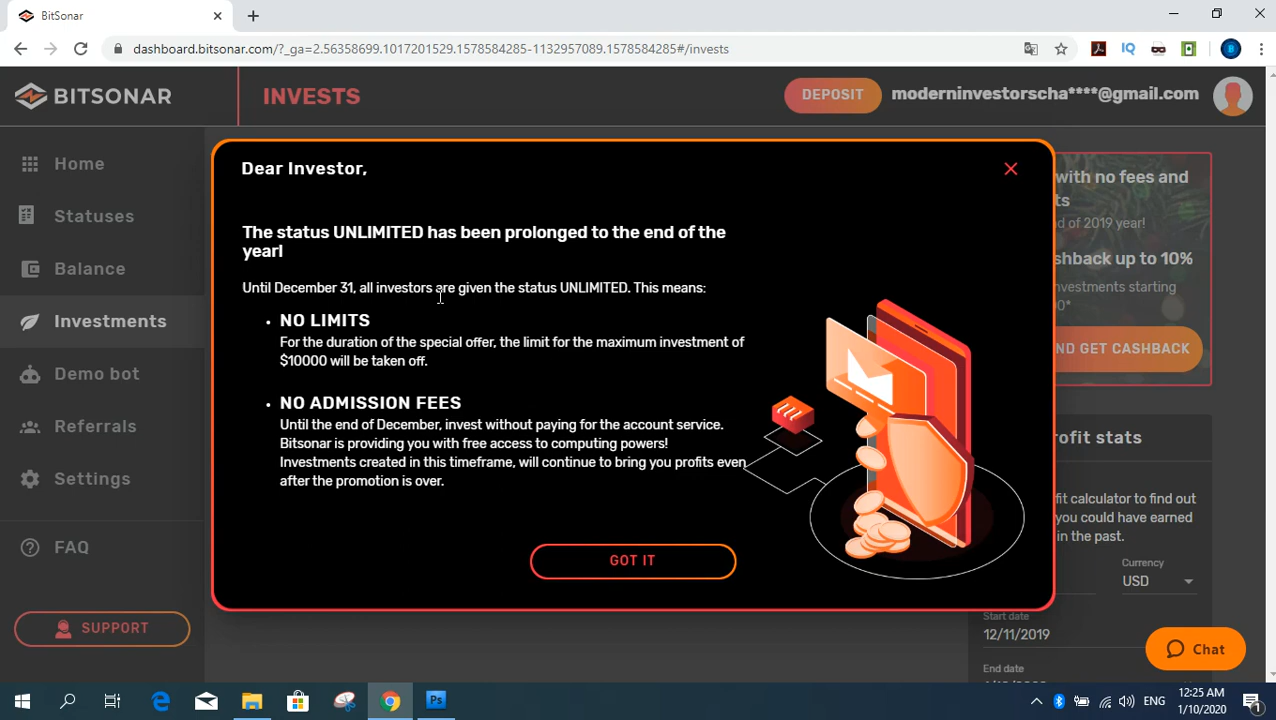 BitSonar
dashboard.bitsonar.com/?_ga=2.56358699.1017201529.1578584285-1132957089.1578584285#/invests
BITSONAR
INVESTS
DEPOSIT
moderninvestorscha****@gmail.com
Home
Statuses
Balance
Investments
Demo bot
Referrals
Settings
FAQ
SUPPORT
Dear Investor,
The status UNLIMITED has been prolonged to the end of the
year!
Until December 31, all investors are given the status UNLIMITED. This means:
• NO LIMITS
For the duration of the special offer, the limit for the maximum investment of
$10000 will be taken off.
• NO ADMISSION FEES
Until the end of December, invest without paying for the account service.
Bitsonar is providing you with free access to computing powers!
Investments created in this timeframe, will continue to bring you profits even
after the promotion is over.
GOT IT
with no fees and
ts
d of 2019 year!
shback up to 10%
nvestments starting
0*
ND GET CASHBACK
ofit stats
fit calculator to find out
you could have earned
in the past.
Currency
USD
Start date
12/11/2019
End date
Chat
IQ
8
Ps
ENG
12:25 AM
1/10/2020
1